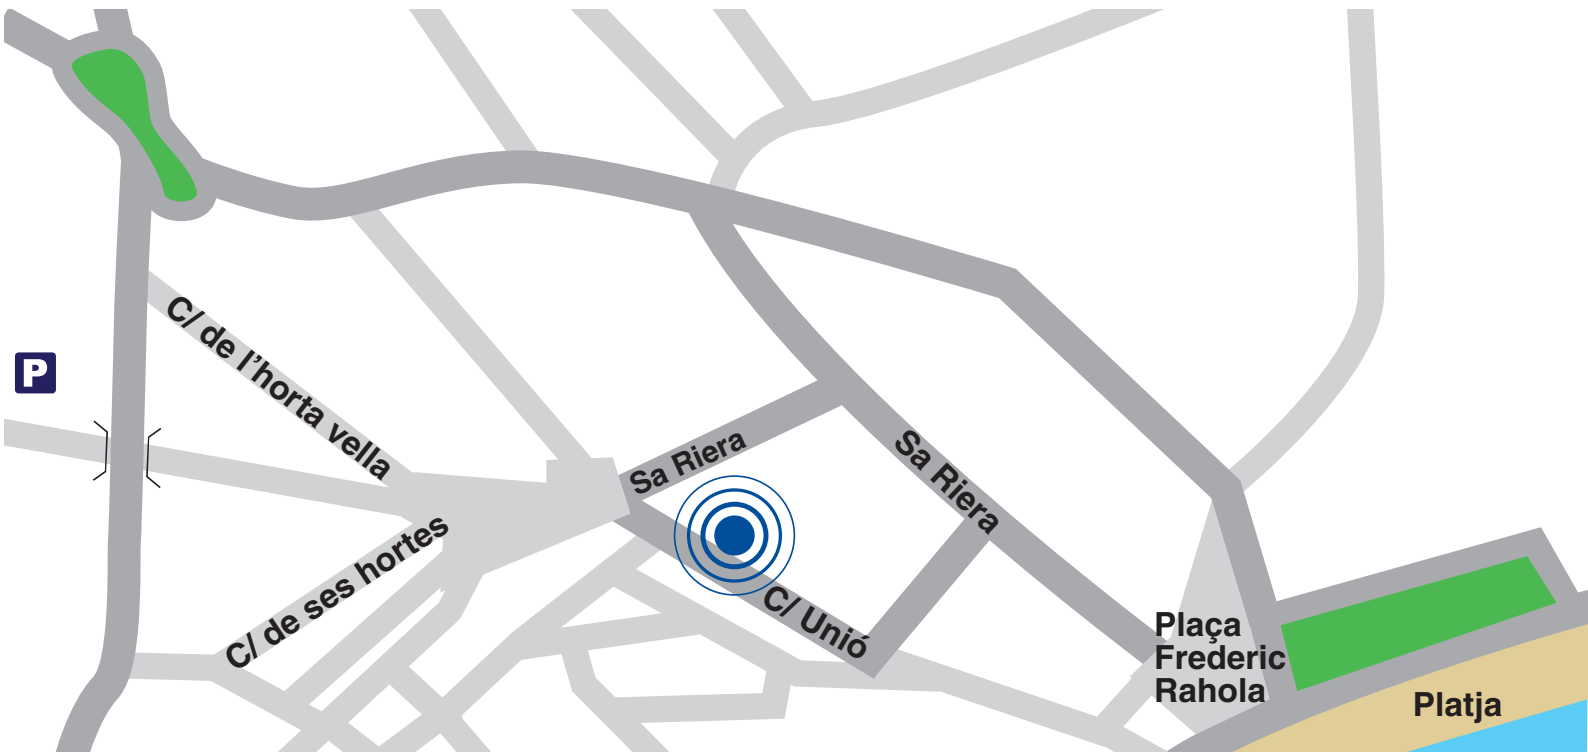 C/ de l'horta vella
P
Sa Riera
Sa Riera
C/ de ses hortes
C/ Unió
Plaça
Frederic
Rahola
Platja